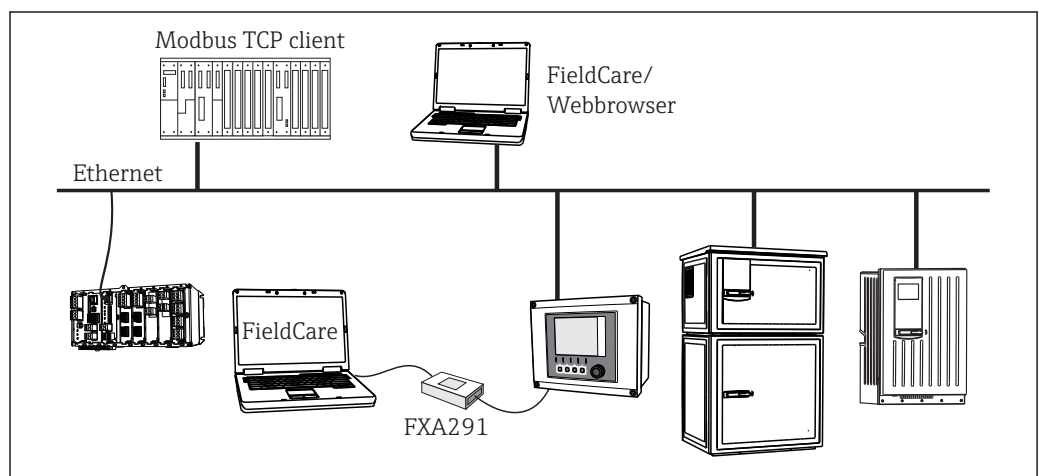 Modbus TCP client
FieldCare/
Webbrowser
Ethernet
FieldCare
FXA291